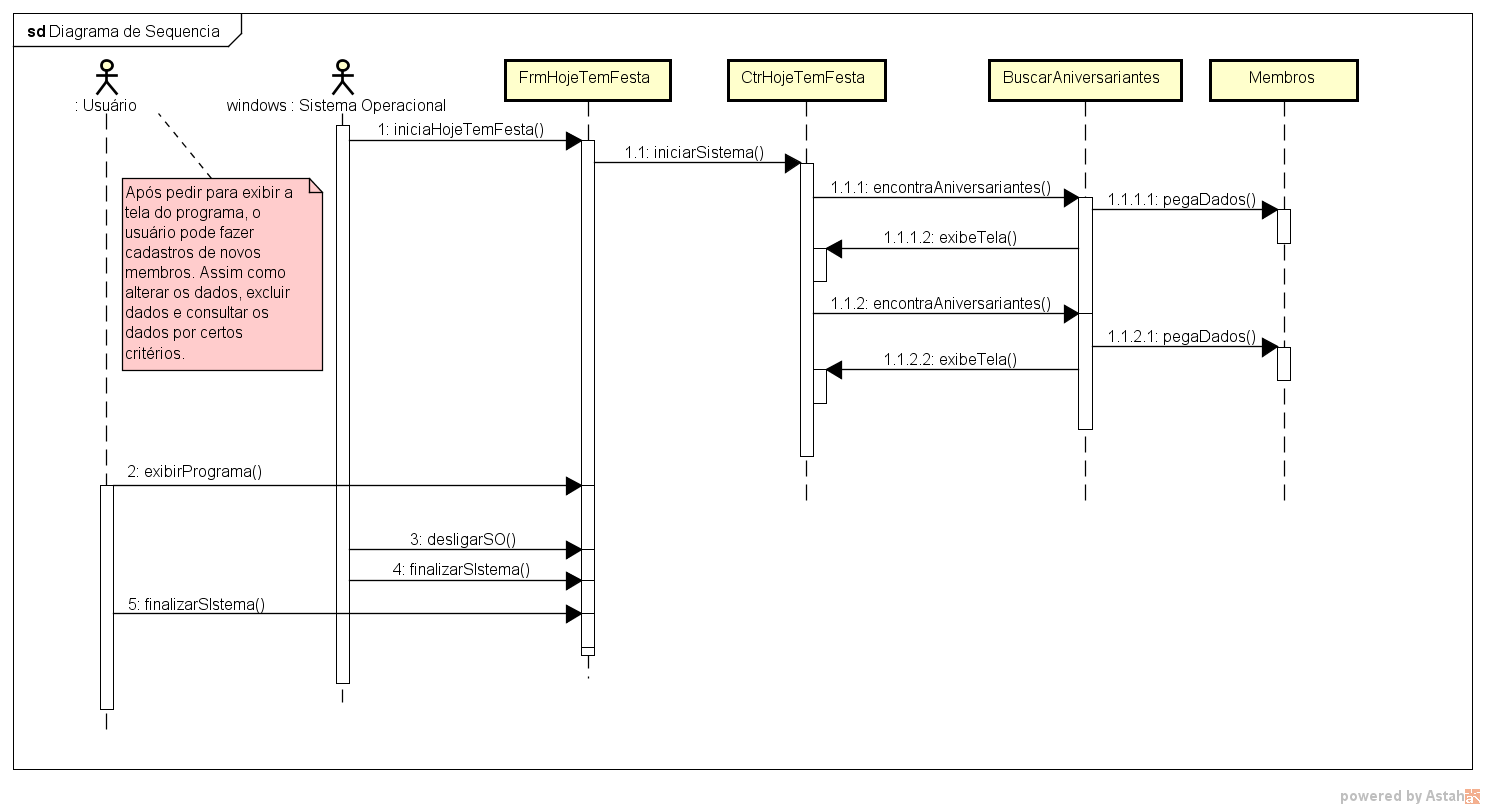 sd Diagrama de Sequencia
: Usuário
windows : Sistema Operacional
FrmHojeTemFesta
CtrHojeTemFesta
BuscarAniversariantes
Membros
1: iniciaHojeTemFesta()
1.1: iniciarSistema()
1.1.1: encontraAniversariantes()
1.1.1.1: pegaDados()
Após pedir para exibir a
tela do programa, o
usuário pode fazer
cadastros de novos
membros. Assim como
alterar os dados, excluir
dados e consultar os
dados por certos
critérios.
1.1.1.2: exibeTela()
1.1.2: encontraAniversariantes()
1.1.2.1: pegaDados()
1.1.2.2: exibeTela()
2: exibirPrograma()
3: desligarSO()
4: finalizarSIstema()
5: finalizarSIstema()
powered by Astah